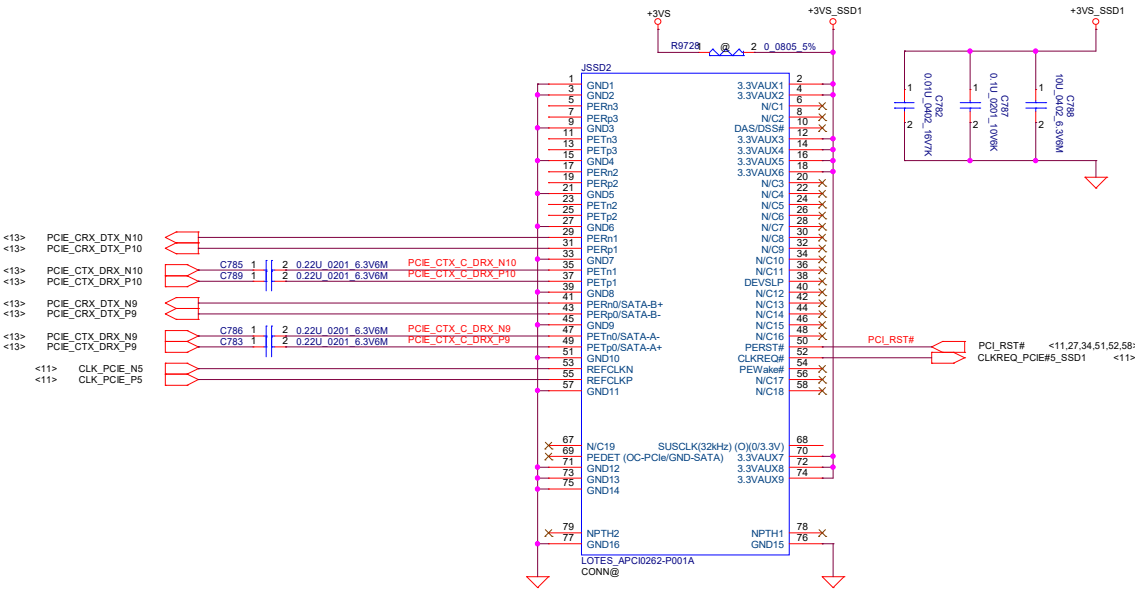 +3VS
+3VS_SSD1
+3VS_SSD1
R9728 1 @ 2 0_0805_5%
JSSD2
1 GND1 3.3VAUX1 2
3 GND2 3.3VAUX2 4
5 PERn3 N/C1 6
7 PERp3 N/C2 8
9 GND3 DAS/DSS# 10
11 PETn3 3.3VAUX3 12
13 PETp3 3.3VAUX4 14
15 GND4 3.3VAUX5 16
17 PERn2 3.3VAUX6 18
19 PERp2 N/C3 20
21 GND5 N/C4 22
23 PETn2 N/C5 24
25 PETp2 N/C6 26
27 GND6 N/C7 28
<13> PCIE_CRX_DTX_N10 29 PERn1 N/C8 30
<13> PCIE_CRX_DTX_P10 31 PERp1 N/C9 32
33 GND7 N/C10 34
<13> PCIE_CTX_DRX_N10 C785 1 2 0.22U_0201_6.3V6M PCIE_CTX_C_DRX_N10 35 PETn1 N/C11 36
<13> PCIE_CTX_DRX_P10 C789 1 2 0.22U_0201_6.3V6M PCIE_CTX_C_DRX_P10 37 PETp1 DEVSLP 38
39 GND8 N/C12 40
<13> PCIE_CRX_DTX_N9 41 PERn0/SATA-B+ N/C13 42
<13> PCIE_CRX_DTX_P9 43 PERp0/SATA-B- N/C14 44
45 GND9 N/C15 46
<13> PCIE_CTX_DRX_N9 C786 1 2 0.22U_0201_6.3V6M PCIE_CTX_C_DRX_N9 47 PETn0/SATA-A- N/C16 48
<13> PCIE_CTX_DRX_P9 C783 1 2 0.22U_0201_6.3V6M PCIE_CTX_C_DRX_P9 49 PETp0/SATA-A+ PERST# 50 PCI_RST# PCI_RST# <11,27,34,51,52,58>
51 GND10 CLKREQ# 52 CLKREQ_PCIE#5_SSD1 <11>
<11> CLK_PCIE_N5 53 REFCLKN PEWake# 54
<11> CLK_PCIE_P5 55 REFCLKP N/C17 56
57 GND11 N/C18 58
67 N/C19 SUSCLK(32kHz) (O)(0/3.3V) 68
69 PEDET (OC-PCIe/GND-SATA) 3.3VAUX7 70
71 GND12 3.3VAUX8 72
73 GND13 3.3VAUX9 74
75 GND14
79 NPTH2 NPTH1 78
77 GND16 GND15 76
LOTES_APCI0262-P001A
CONN@
1 2 C782
0.01U_0402_16V7K
1 2 C787
0.1U_0201_10V6K
1 2 C788
10U_0402_6.3V6M